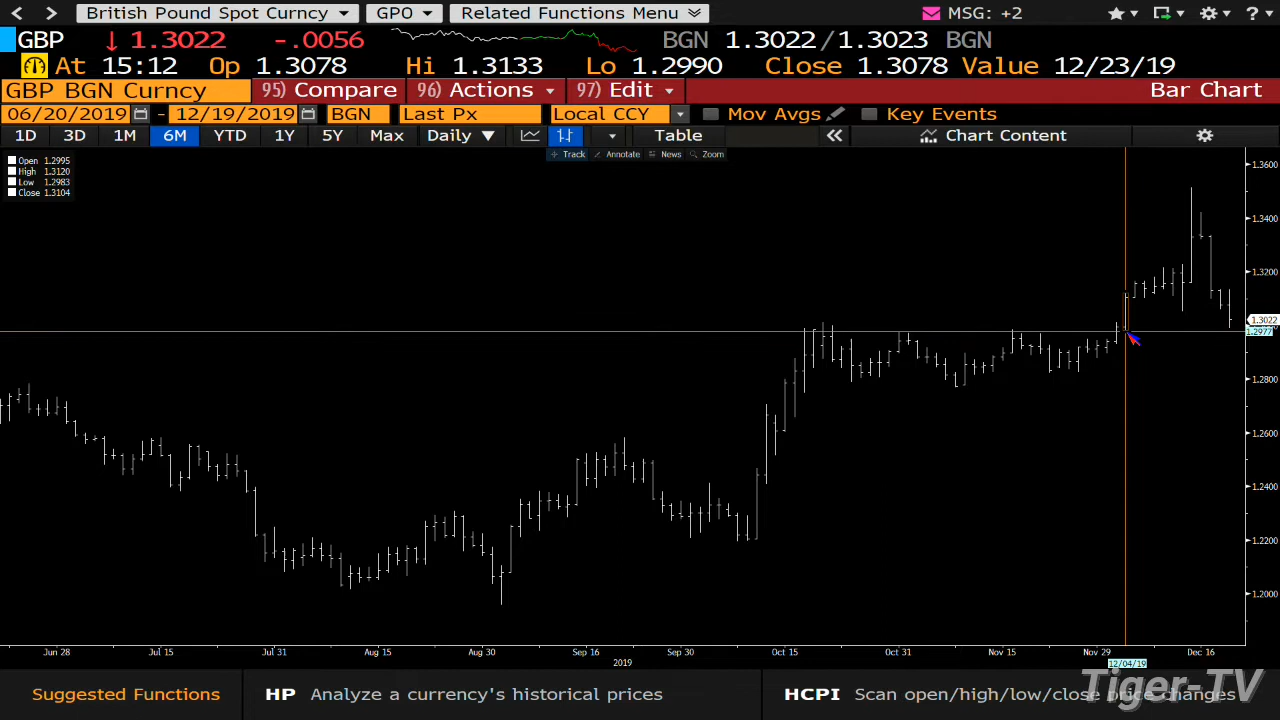 British Pound Spot Curncy GPO Related Functions Menu MSG: +2 ?
GBP ↓ 1.3022 -.0056 BGN 1.3022/1.3023 BGN
At 15:12 Op 1.3078 Hi 1.3133 Lo 1.2990 Close 1.3078 Value 12/23/19
GBP BGN Curncy 95) Compare 96) Actions 97) Edit Bar Chart
06/20/2019 - 12/19/2019 BGN Last Px Local CCY Mov Avgs Key Events
1D 3D 1M 6M YTD 1Y 5Y Max Daily Table Chart Content
Track Annotate News Zoom
Open 1.2995
High 1.3120
Low 1.2983
Close 1.3104
1.3600
1.3400
1.3200
1.3022
1.2977
1.2800
1.2600
1.2400
1.2200
1.2000
Jun 28 Jul 15 Jul 31 Aug 15 Aug 30 Sep 16 Sep 30 Oct 15 Oct 31 Nov 15 Nov 29 Dec 16
2019 12/04/19
Suggested Functions HP Analyze a currency's historical prices HCPI Scan open/high/low/close price changes
Tiger-TV